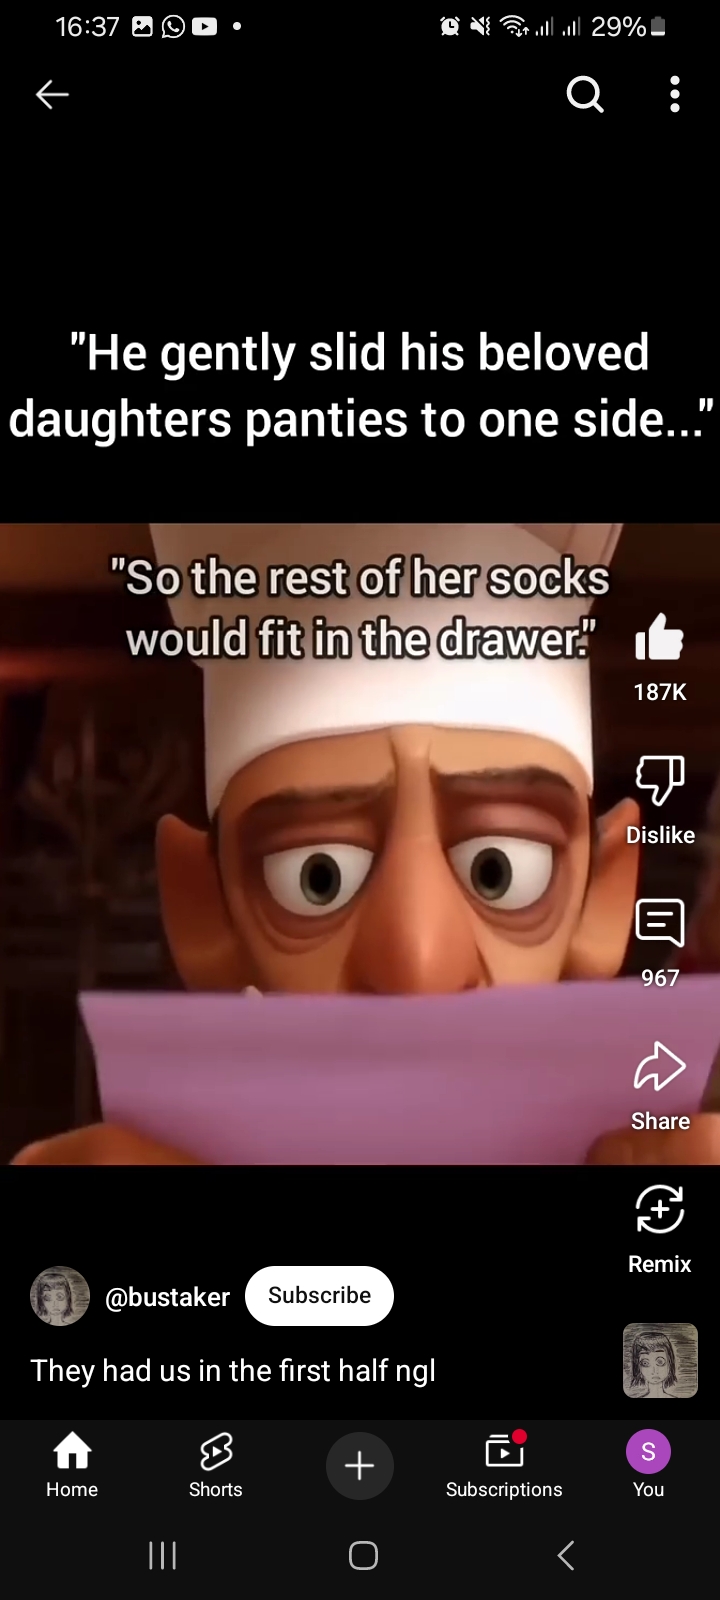 16:37
29%
"He gently slid his beloved
daughters panties to one side..."
"So the rest of her socks
would fit in the drawer."
187K
Dislike
967
Share
Remix
@bustaker
Subscribe
They had us in the first half ngl
Home
Shorts
Subscriptions
S
You